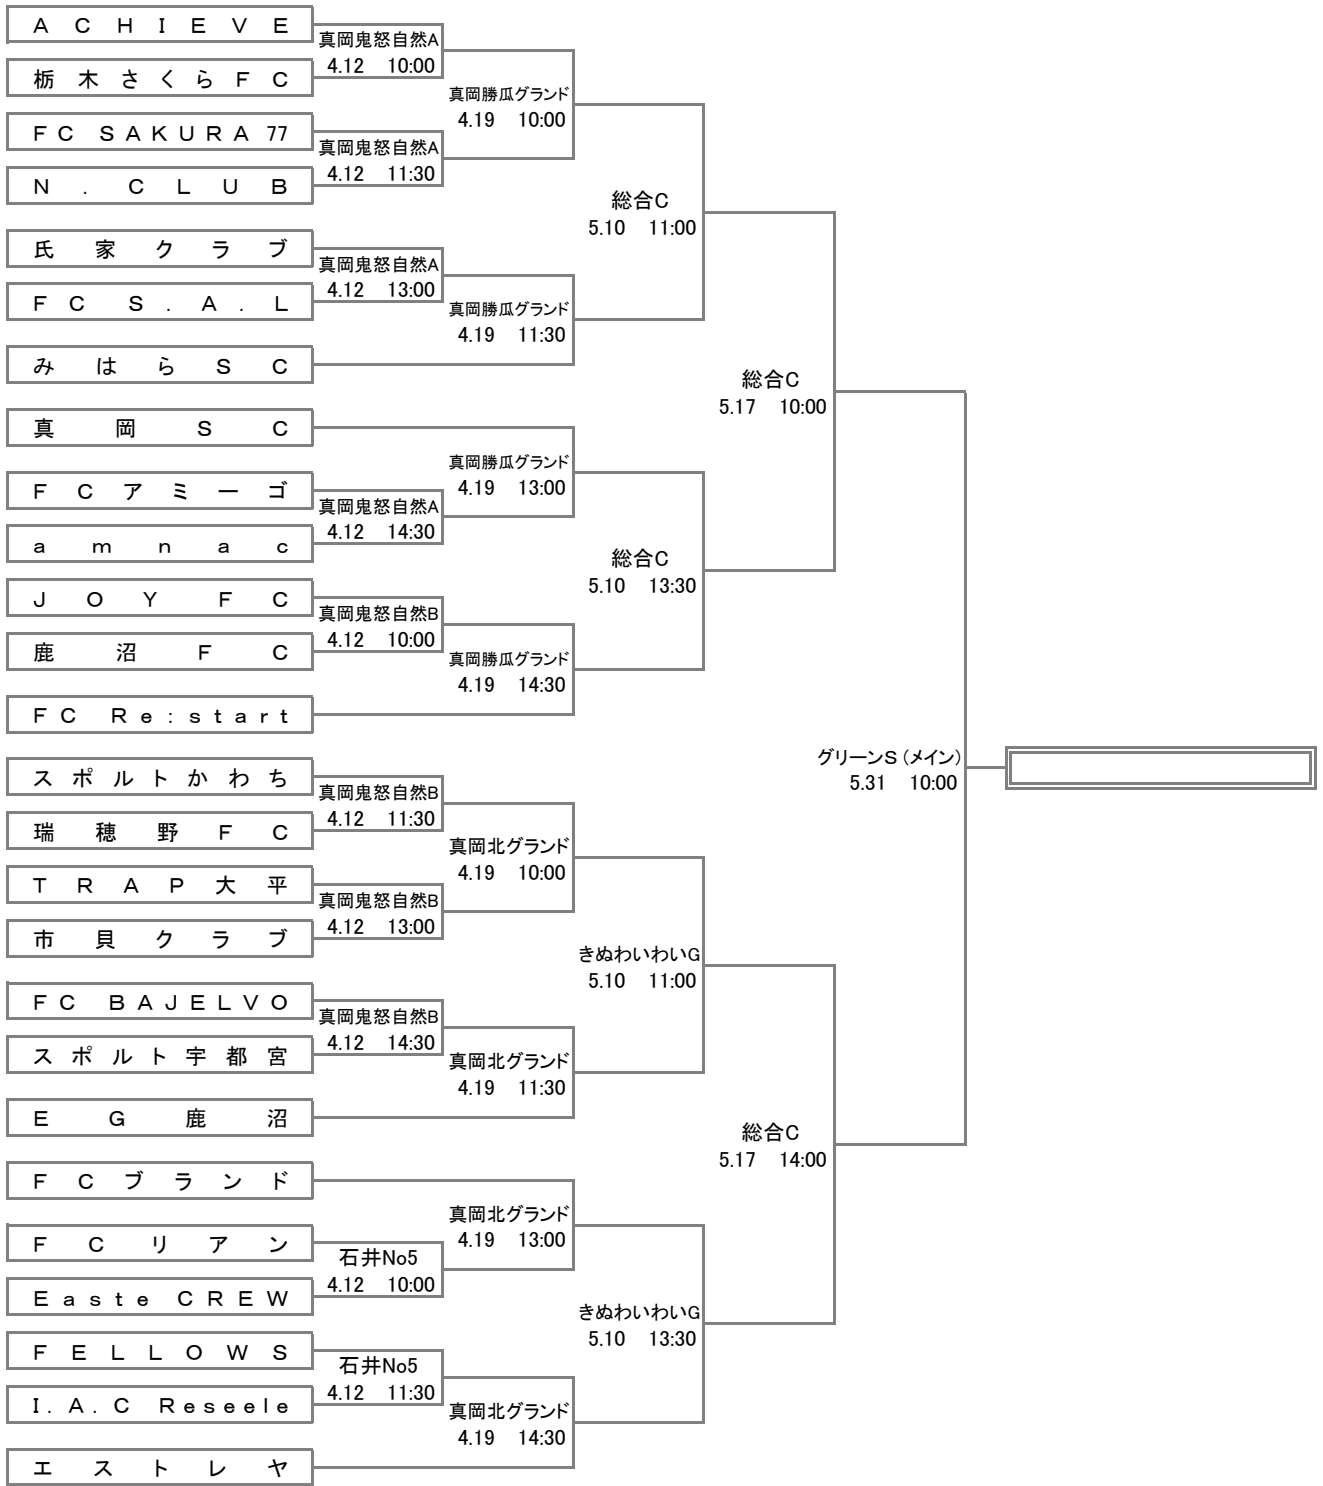 ACHIEVE
真岡鬼怒自然A
4.12 10:00
栃木さくらFC
真岡勝瓜グランド
4.19 10:00
FC SAKURA 77
真岡鬼怒自然A
4.12 11:30
N.CLUB
総合C
5.10 11:00
氏家クラブ
真岡鬼怒自然A
4.12 13:00
FC S.A.L
真岡勝瓜グランド
4.19 11:30
みはらSC
総合C
5.17 10:00
真岡SC
真岡勝瓜グランド
4.19 13:00
FCアミーゴ
真岡鬼怒自然A
4.12 14:30
amnac
総合C
5.10 13:30
JOY FC
真岡鬼怒自然B
4.12 10:00
鹿沼FC
真岡勝瓜グランド
4.19 14:30
FC Re:start
グリーンS(メイン)
5.31 10:00
スポルトかわち
真岡鬼怒自然B
4.12 11:30
瑞穂野FC
真岡北グランド
4.19 10:00
TRAP大平
真岡鬼怒自然B
4.12 13:00
市貝クラブ
きぬわいわいG
5.10 11:00
FC BAJELVO
真岡鬼怒自然B
4.12 14:30
スポルト宇都宮
真岡北グランド
4.19 11:30
EG鹿沼
総合C
5.17 14:00
FCブランド
真岡北グランド
4.19 13:00
FCリアン
石井No5
4.12 10:00
Easte CREW
きぬわいわいG
5.10 13:30
FELLOWS
石井No5
4.12 11:30
I.A.C Reseele
真岡北グランド
4.19 14:30
エストレヤ